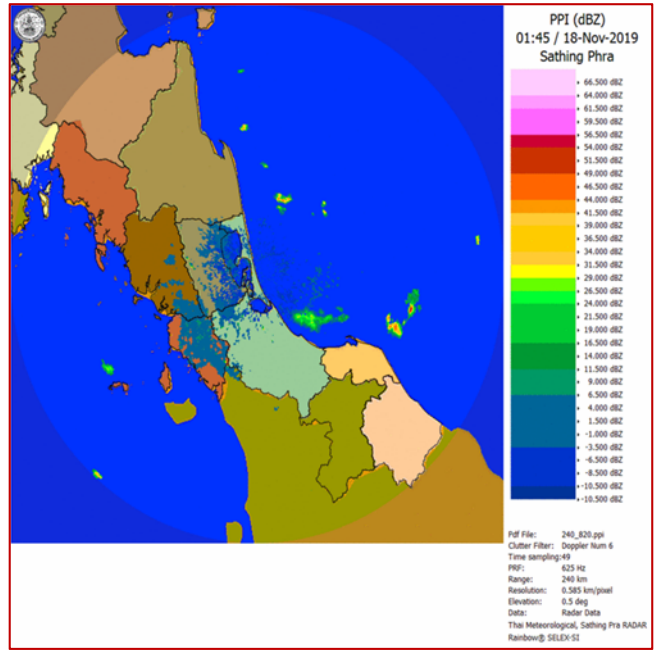 PPI (dBZ)
01:45 / 18-Nov-2019
Sathing Phra
66.500 dBZ
64.000 dBZ
61.500 dBZ
59.500 dBZ
56.500 dBZ
54.000 dBZ
51.500 dBZ
49.000 dBZ
46.500 dBZ
44.000 dBZ
41.500 dBZ
39.000 dBZ
36.500 dBZ
34.000 dBZ
31.500 dBZ
29.000 dBZ
26.500 dBZ
24.000 dBZ
21.500 dBZ
19.000 dBZ
16.500 dBZ
14.000 dBZ
11.500 dBZ
9.000 dBZ
6.500 dBZ
4.000 dBZ
1.500 dBZ
-1.000 dBZ
-3.500 dBZ
-6.500 dBZ
-8.500 dBZ
-10.500 dBZ
-10.500 dBZ
Pdf File: 240_820.ppi
Clutter Filter: Doppler Num 6
Time sampling:49
PRF: 625 Hz
Range: 240 km
Resolution: 0.585 km/pixel
Elevation: 0.5 deg
Data: Radar Data
Thai Meteorological, Sathing Pra RADAR
Rainbow® SELEX-SI